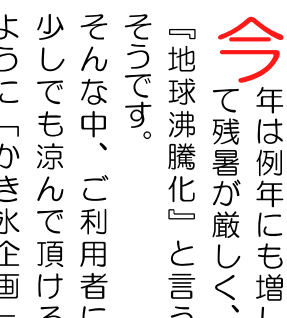 今年は例年にも増し
て残暑が厳しく、
『地球沸騰化』と言う
そうです。
そんな中、ご利用者に
少しでも涼んで頂ける
ように「かき氷企画